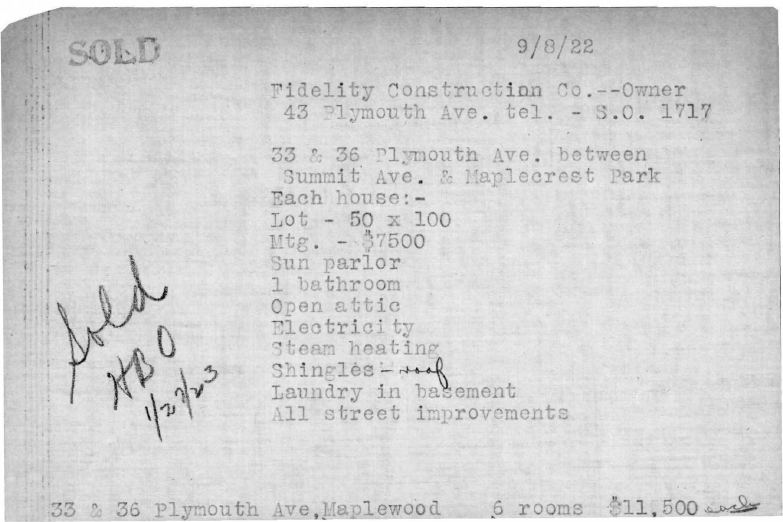 SOLD
9/8/22
Fidelity Construction Co.--Owner
43 Plymouth Ave. tel. - S.O. 1717
33 & 36 Plymouth Ave. between
Summit Ave. & Maplecrest Park
Each house:-
Lot - 50 x 100
Mtg. - $7500
Sun parlor
1 bathroom
Open attic
Electricity
Steam heating
Shingles - roof
Laundry in basement
All street improvements
Sold
HBO
1/27/23
33 & 36 Plymouth Ave,Maplewood 6 rooms $11,500 each